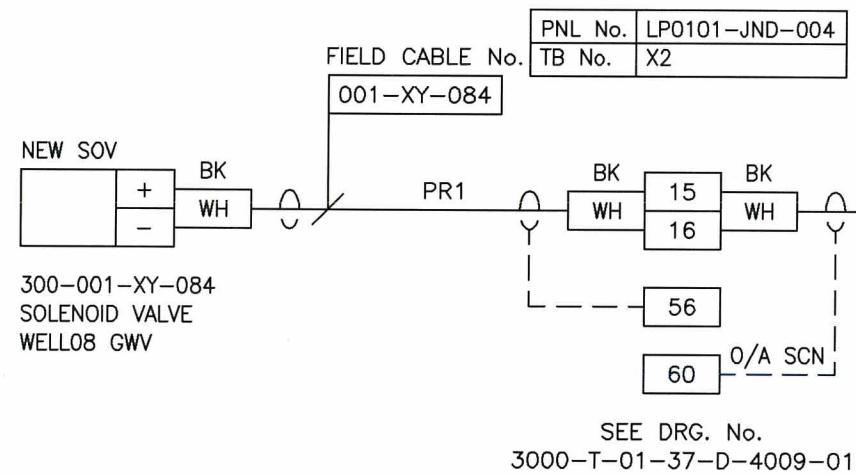 PNL No. LP0101-JND-004
TB No. X2
FIELD CABLE No.
001-XY-084
NEW SOV
+
-
BK
WH
PR1
BK
WH
15
16
BK
WH
56
60
O/A SCN
300-001-XY-084
SOLENOID VALVE
WELL08 GWV
SEE DRG. No.
3000-T-01-37-D-4009-01